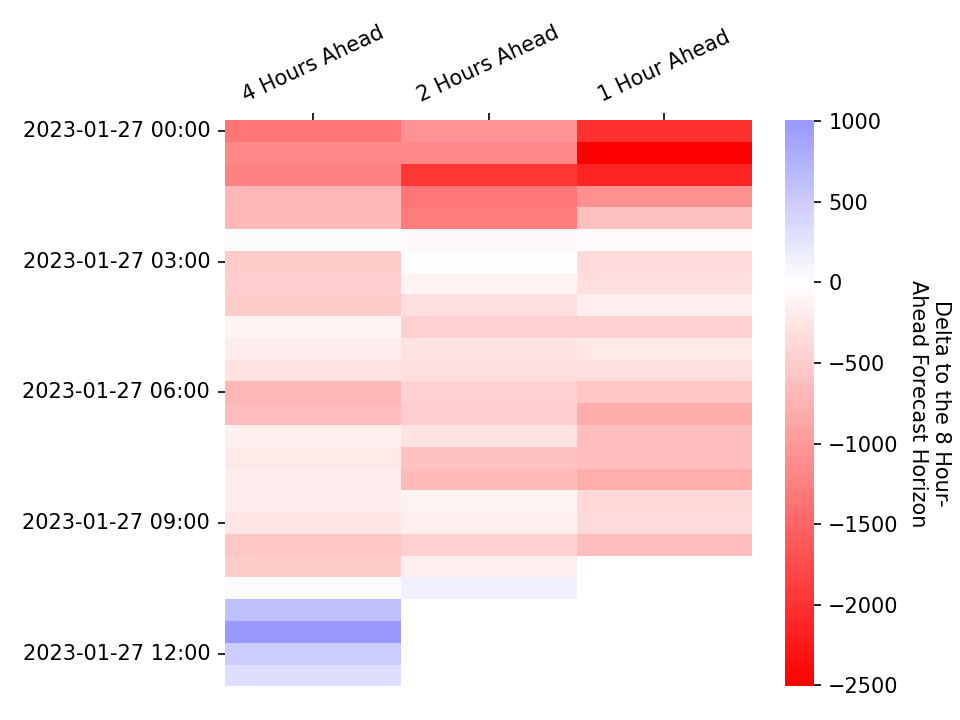 4 Hours Ahead
2 Hours Ahead
1 Hour Ahead
2023-01-27 00:00
2023-01-27 03:00
2023-01-27 06:00
2023-01-27 09:00
2023-01-27 12:00
1000
500
0
−500
−1000
−1500
−2000
−2500
Delta to the 8 Hour-
Ahead Forecast Horizon